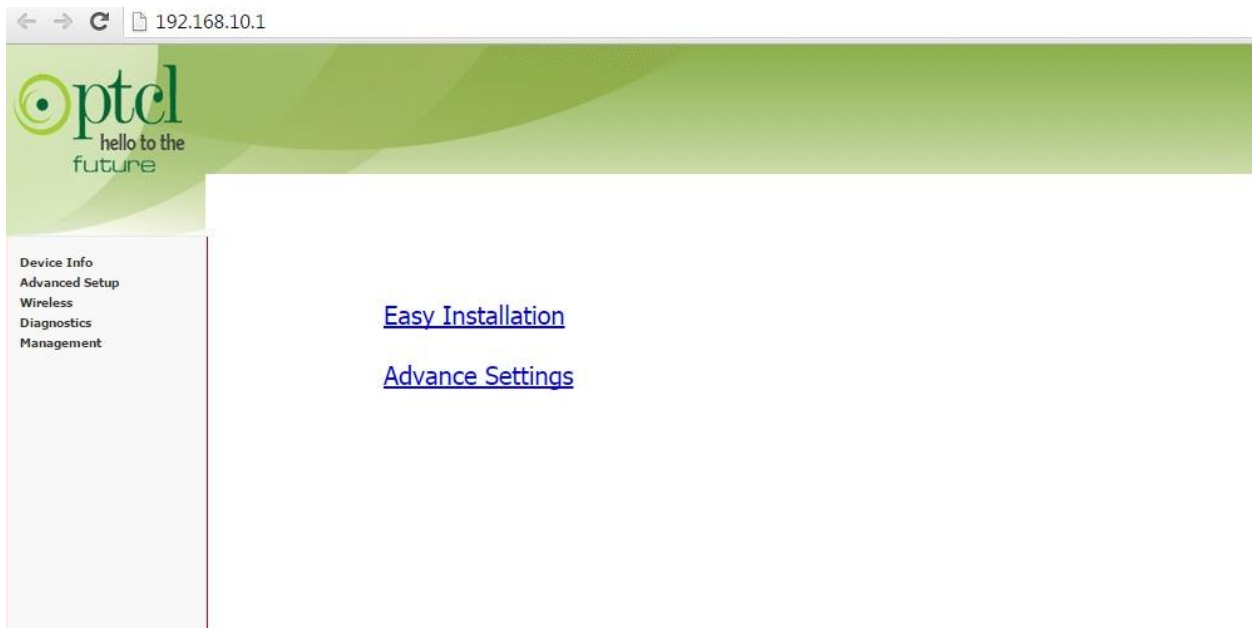 192.168.10.1
ptcl
hello to the
future
Device Info
Advanced Setup
Wireless
Diagnostics
Management
Easy Installation
Advance Settings